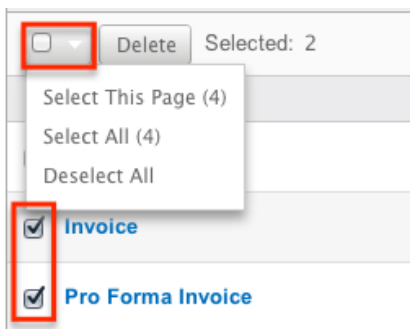 Delete Selected: 2
Select This Page (4)
Select All (4)
Deselect All
Invoice
Pro Forma Invoice